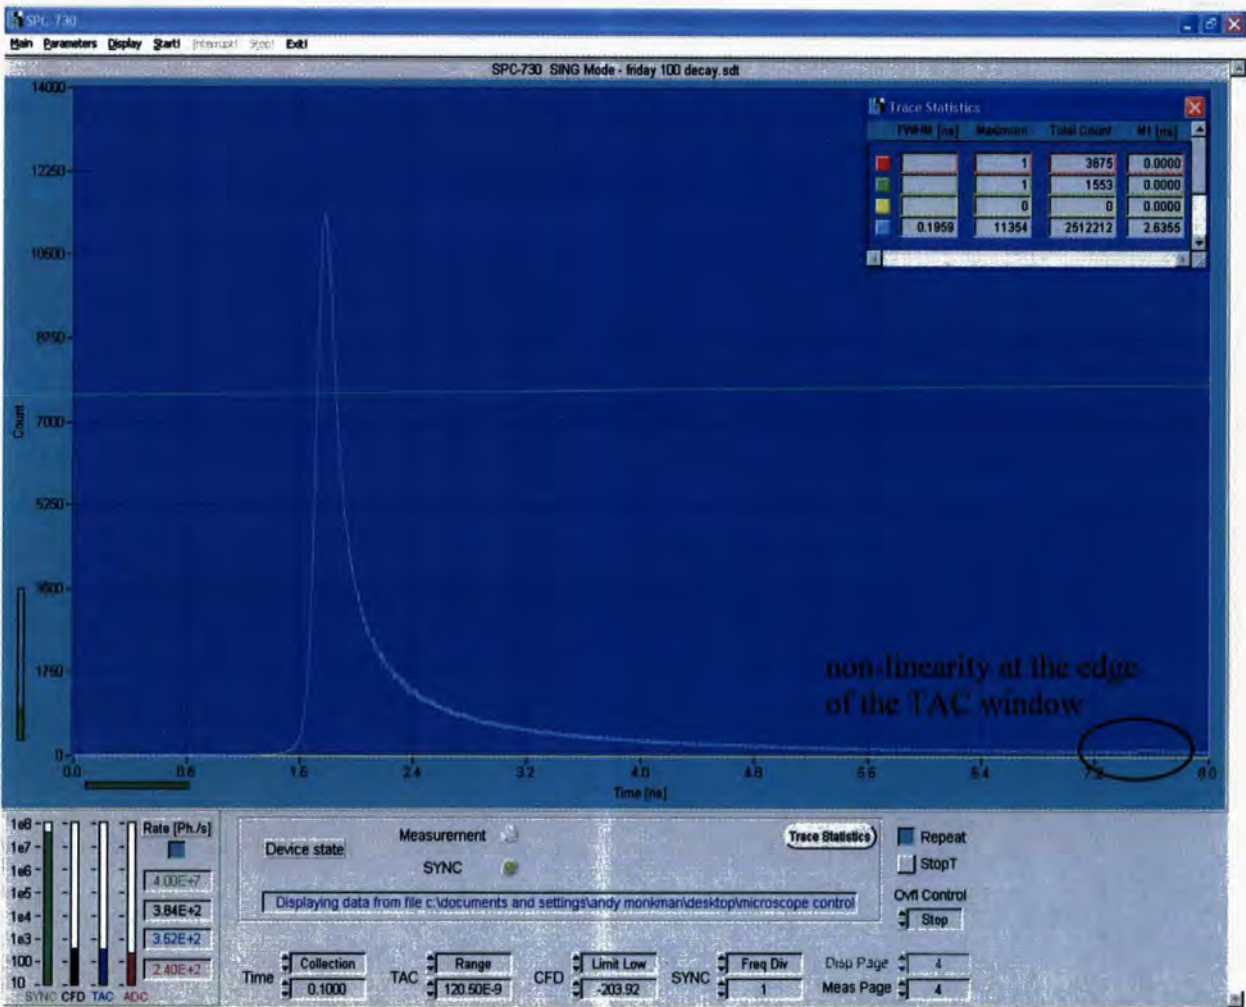 SPC-730
Main Parameters Display Start! Interrupt! Stop! Exit!
SPC-730 SING Mode - friday 100 decay.sdt
Trace Statistics
FWHM [ns] Maximum Total Count M1 [ns]
1 3675 0.0000
1 1553 0.0000
0 0 0.0000
0.1959 11354 2512212 2.6355
14000
12250
10500
8750
7000
5250
3500
1750
0
Count
non-linearity at the edge
of the TAC window
0.0 0.8 1.6 2.4 3.2 4.0 4.8 5.6 6.4 7.2 8.0
Time [ns]
1e8
1e7
1e6
1e5
1e4
1e3
100
10
SYNC CFD TAC ADC
Rate [Ph./s]
4.00E+7
3.84E+2
3.52E+2
2.40E+2
Device state
Measurement
SYNC
Trace Statistics
Displaying data from file c:\documents and settings\andy monkman\desktop\microscope control
Repeat
StopT
Ovfl Control
Stop
Time Collection
0.1000
TAC Range
120.50E-9
CFD Limit Low
-203.92
SYNC Freq Div
1
Disp Page 4
Meas Page 4